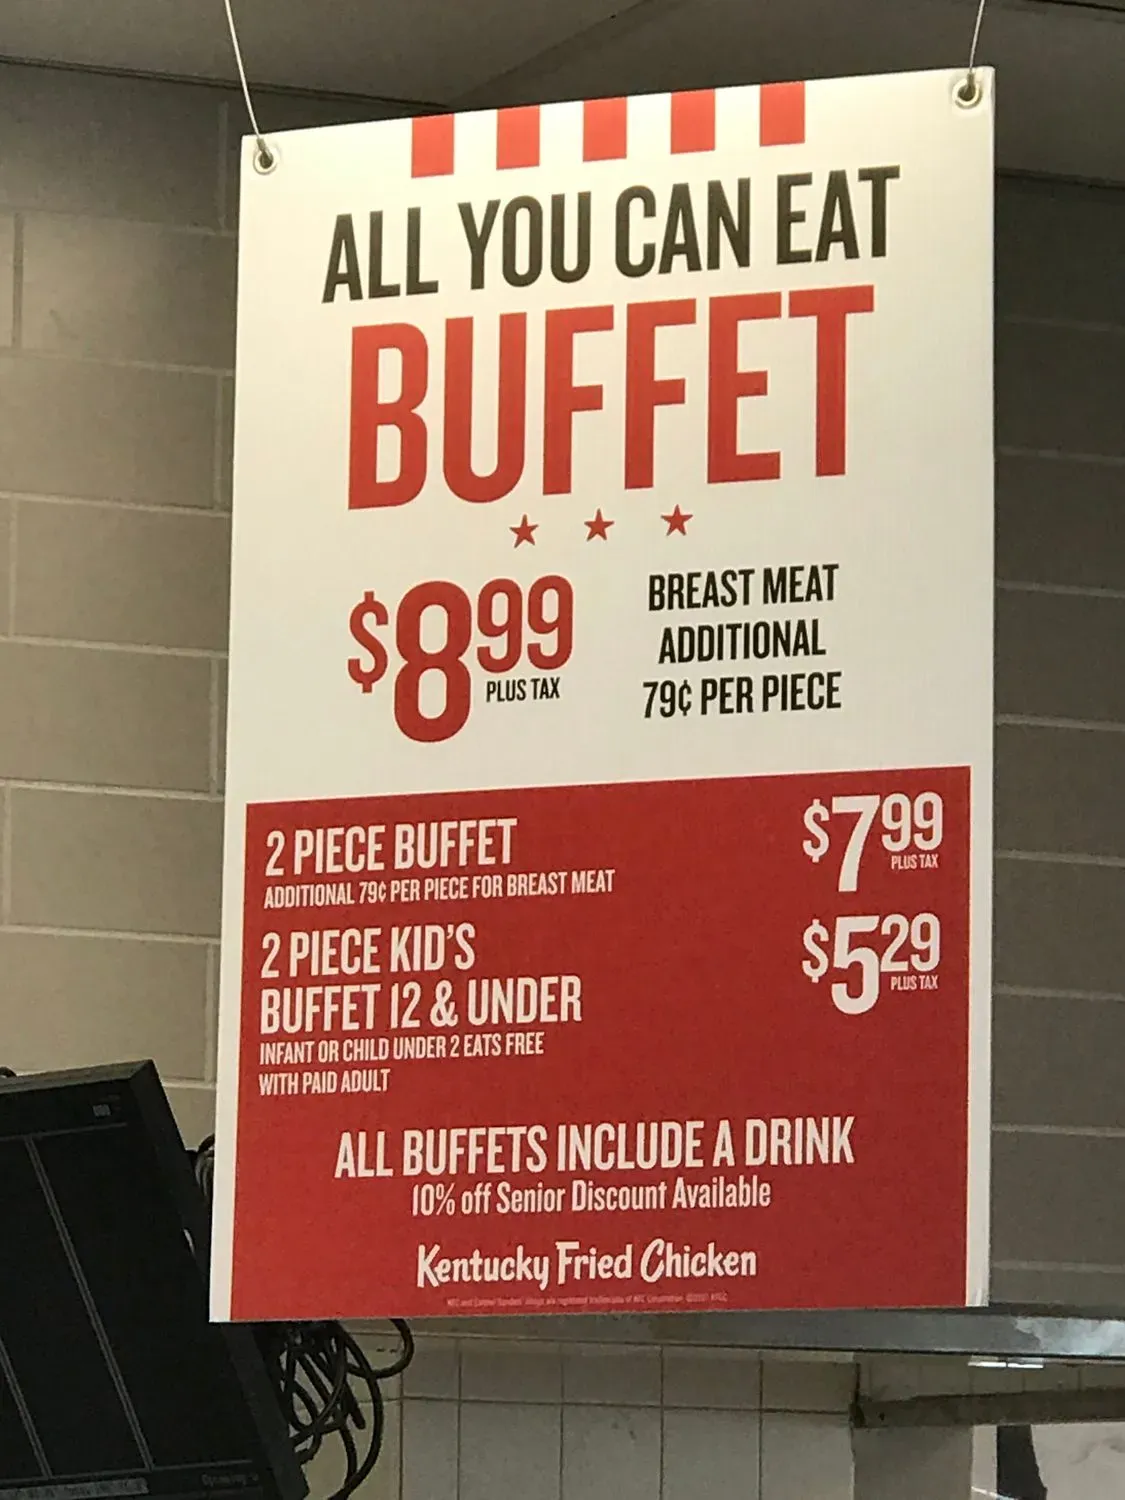 ALL YOU CAN EAT
BUFFET
$8.99
PLUS TAX
BREAST MEAT
ADDITIONAL
79¢ PER PIECE
2 PIECE BUFFET
ADDITIONAL 79¢ PER PIECE FOR BREAST MEAT
$7.99
PLUS TAX
2 PIECE KID'S
BUFFET 12 & UNDER
INFANT OR CHILD UNDER 2 EATS FREE
WITH PAID ADULT
$5.29
PLUS TAX
ALL BUFFETS INCLUDE A DRINK
10% off Senior Discount Available
Kentucky Fried Chicken